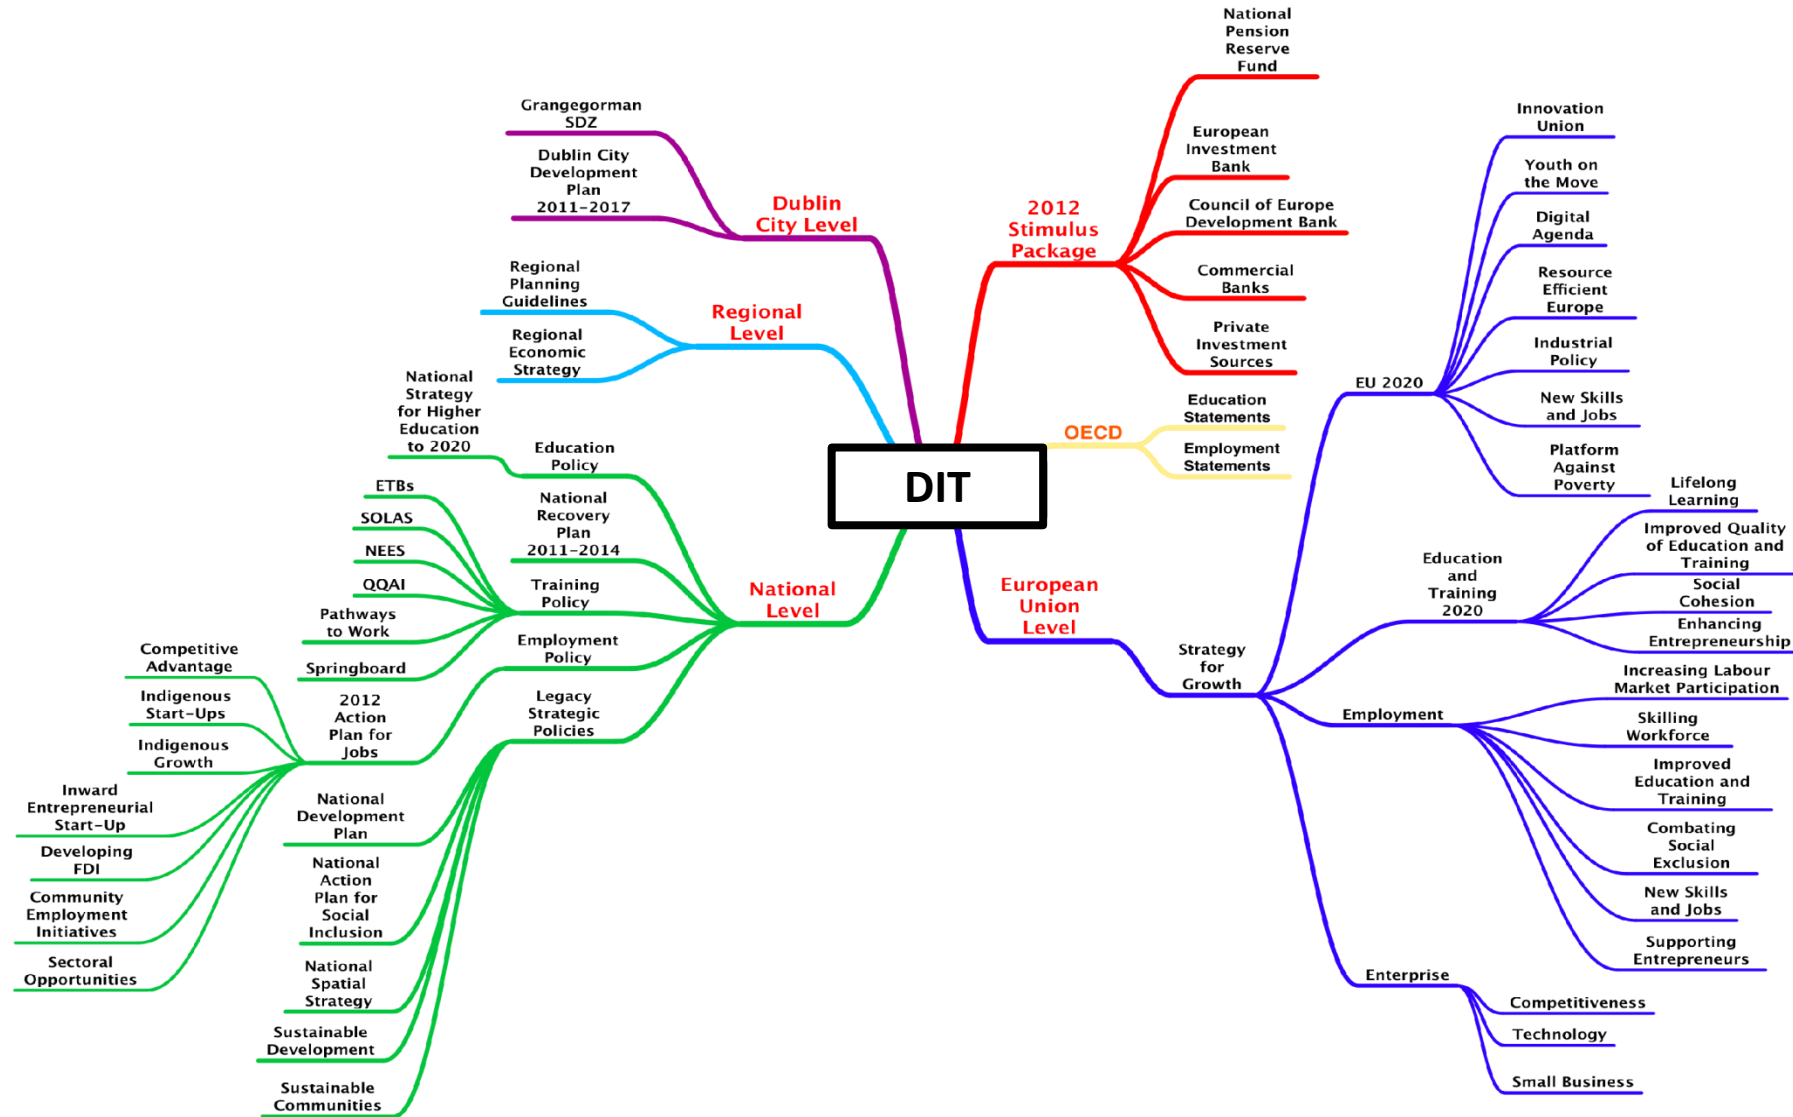 DIT
Dublin
City Level
Grangegorman
SDZ
Dublin City
Development
Plan
2011-2017
Regional
Level
Regional
Planning
Guidelines
Regional
Economic
Strategy
National
Level
Education
Policy
National
Strategy
for Higher
Education
to 2020
National
Recovery
Plan
2011-2014
Training
Policy
ETBs
SOLAS
NEES
QQAI
Pathways
to Work
Springboard
Employment
Policy
2012
Action
Plan for
Jobs
Competitive
Advantage
Indigenous
Start-Ups
Indigenous
Growth
Inward
Entrepreneurial
Start-Up
Developing
FDI
Community
Employment
Initiatives
Sectoral
Opportunities
Legacy
Strategic
Policies
National
Development
Plan
National
Action
Plan for
Social
Inclusion
National
Spatial
Strategy
Sustainable
Development
Sustainable
Communities
2012
Stimulus
Package
National
Pension
Reserve
Fund
European
Investment
Bank
Council of Europe
Development Bank
Commercial
Banks
Private
Investment
Sources
OECD
Education
Statements
Employment
Statements
European
Union
Level
Strategy
for
Growth
EU 2020
Innovation
Union
Youth on
the Move
Digital
Agenda
Resource
Efficient
Europe
Industrial
Policy
New Skills
and Jobs
Platform
Against
Poverty
Education
and
Training
2020
Lifelong
Learning
Improved Quality
of Education and
Training
Social
Cohesion
Enhancing
Entrepreneurship
Employment
Increasing Labour
Market Participation
Skilling
Workforce
Improved
Education and
Training
Combating
Social
Exclusion
New Skills
and Jobs
Supporting
Entrepreneurs
Enterprise
Competitiveness
Technology
Small Business